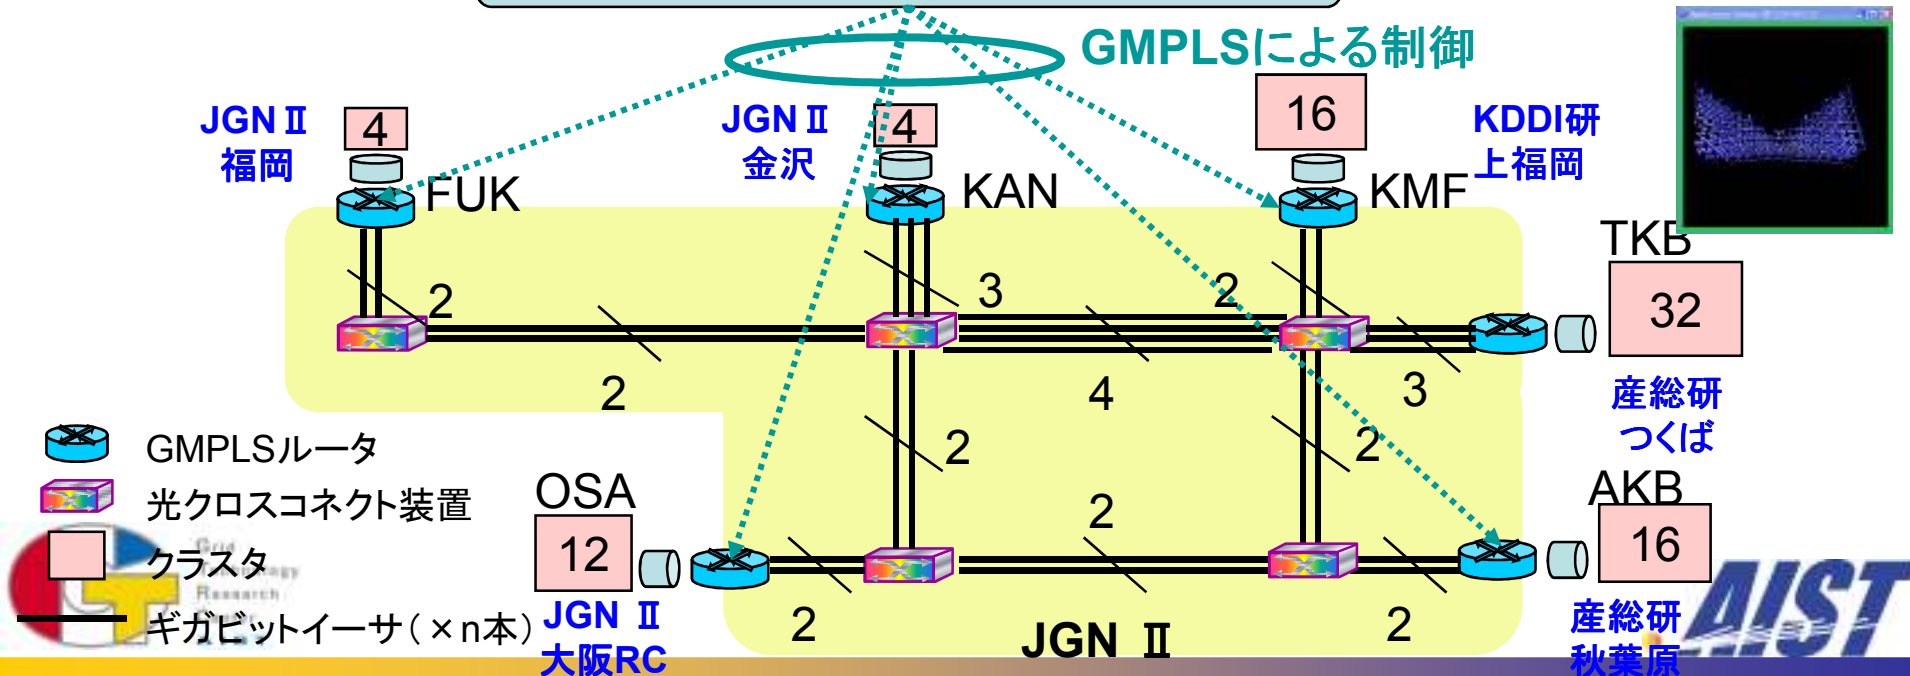 GMPLSによる制御
JGNⅡ
福岡
4
FUK
JGNⅡ
金沢
4
KAN
16
KMF
KDDI研
上福岡
TKB
32
産総研
つくば
2
3
2
2
4
3
2
2
GMPLSルータ
光クロスコネクト装置
クラスタ
ギガビットイーサ(×n本)
OSA
12
JGN Ⅱ
大阪RC
2
2
2
JGN Ⅱ
AKB
16
産総研
秋葉原
Grid
Technology
Research
AIST